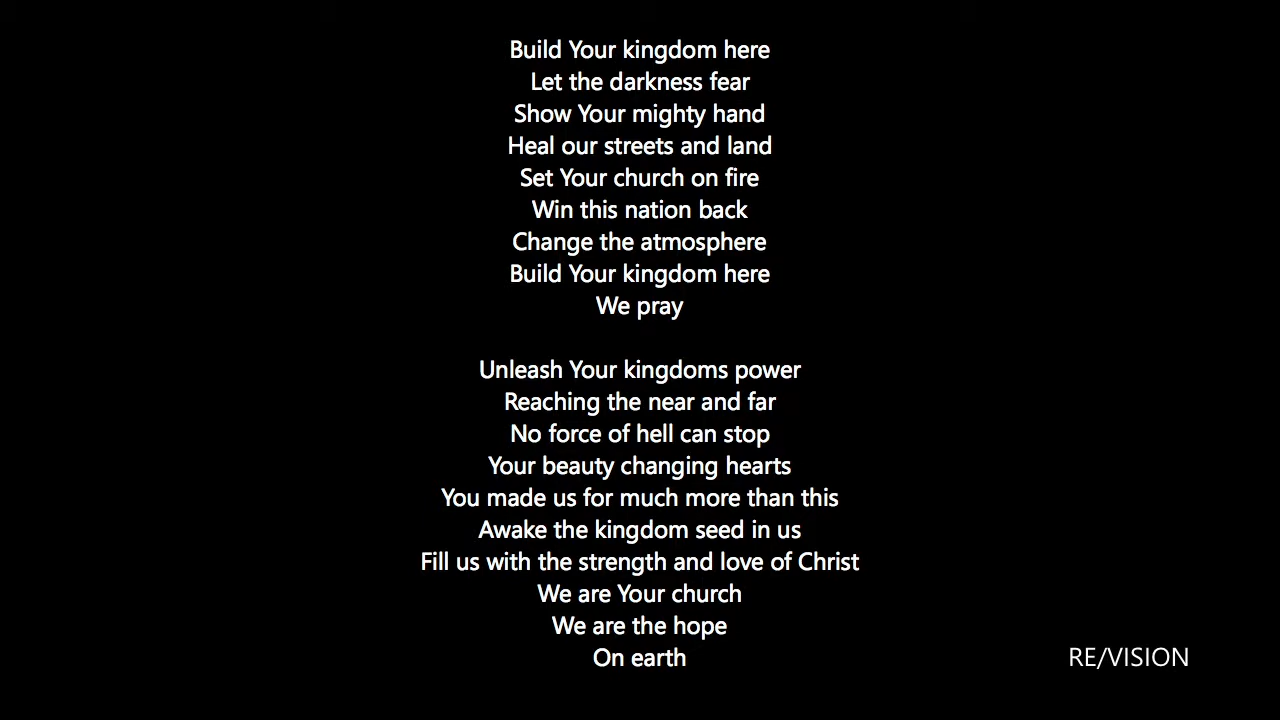 Build Your kingdom here
Let the darkness fear
Show Your mighty hand
Heal our streets and land
Set Your church on fire
Win this nation back
Change the atmosphere
Build Your kingdom here
We pray

Unleash Your kingdoms power
Reaching the near and far
No force of hell can stop
Your beauty changing hearts
You made us for much more than this
Awake the kingdom seed in us
Fill us with the strength and love of Christ
We are Your church
We are the hope
On earth
RE/VISION